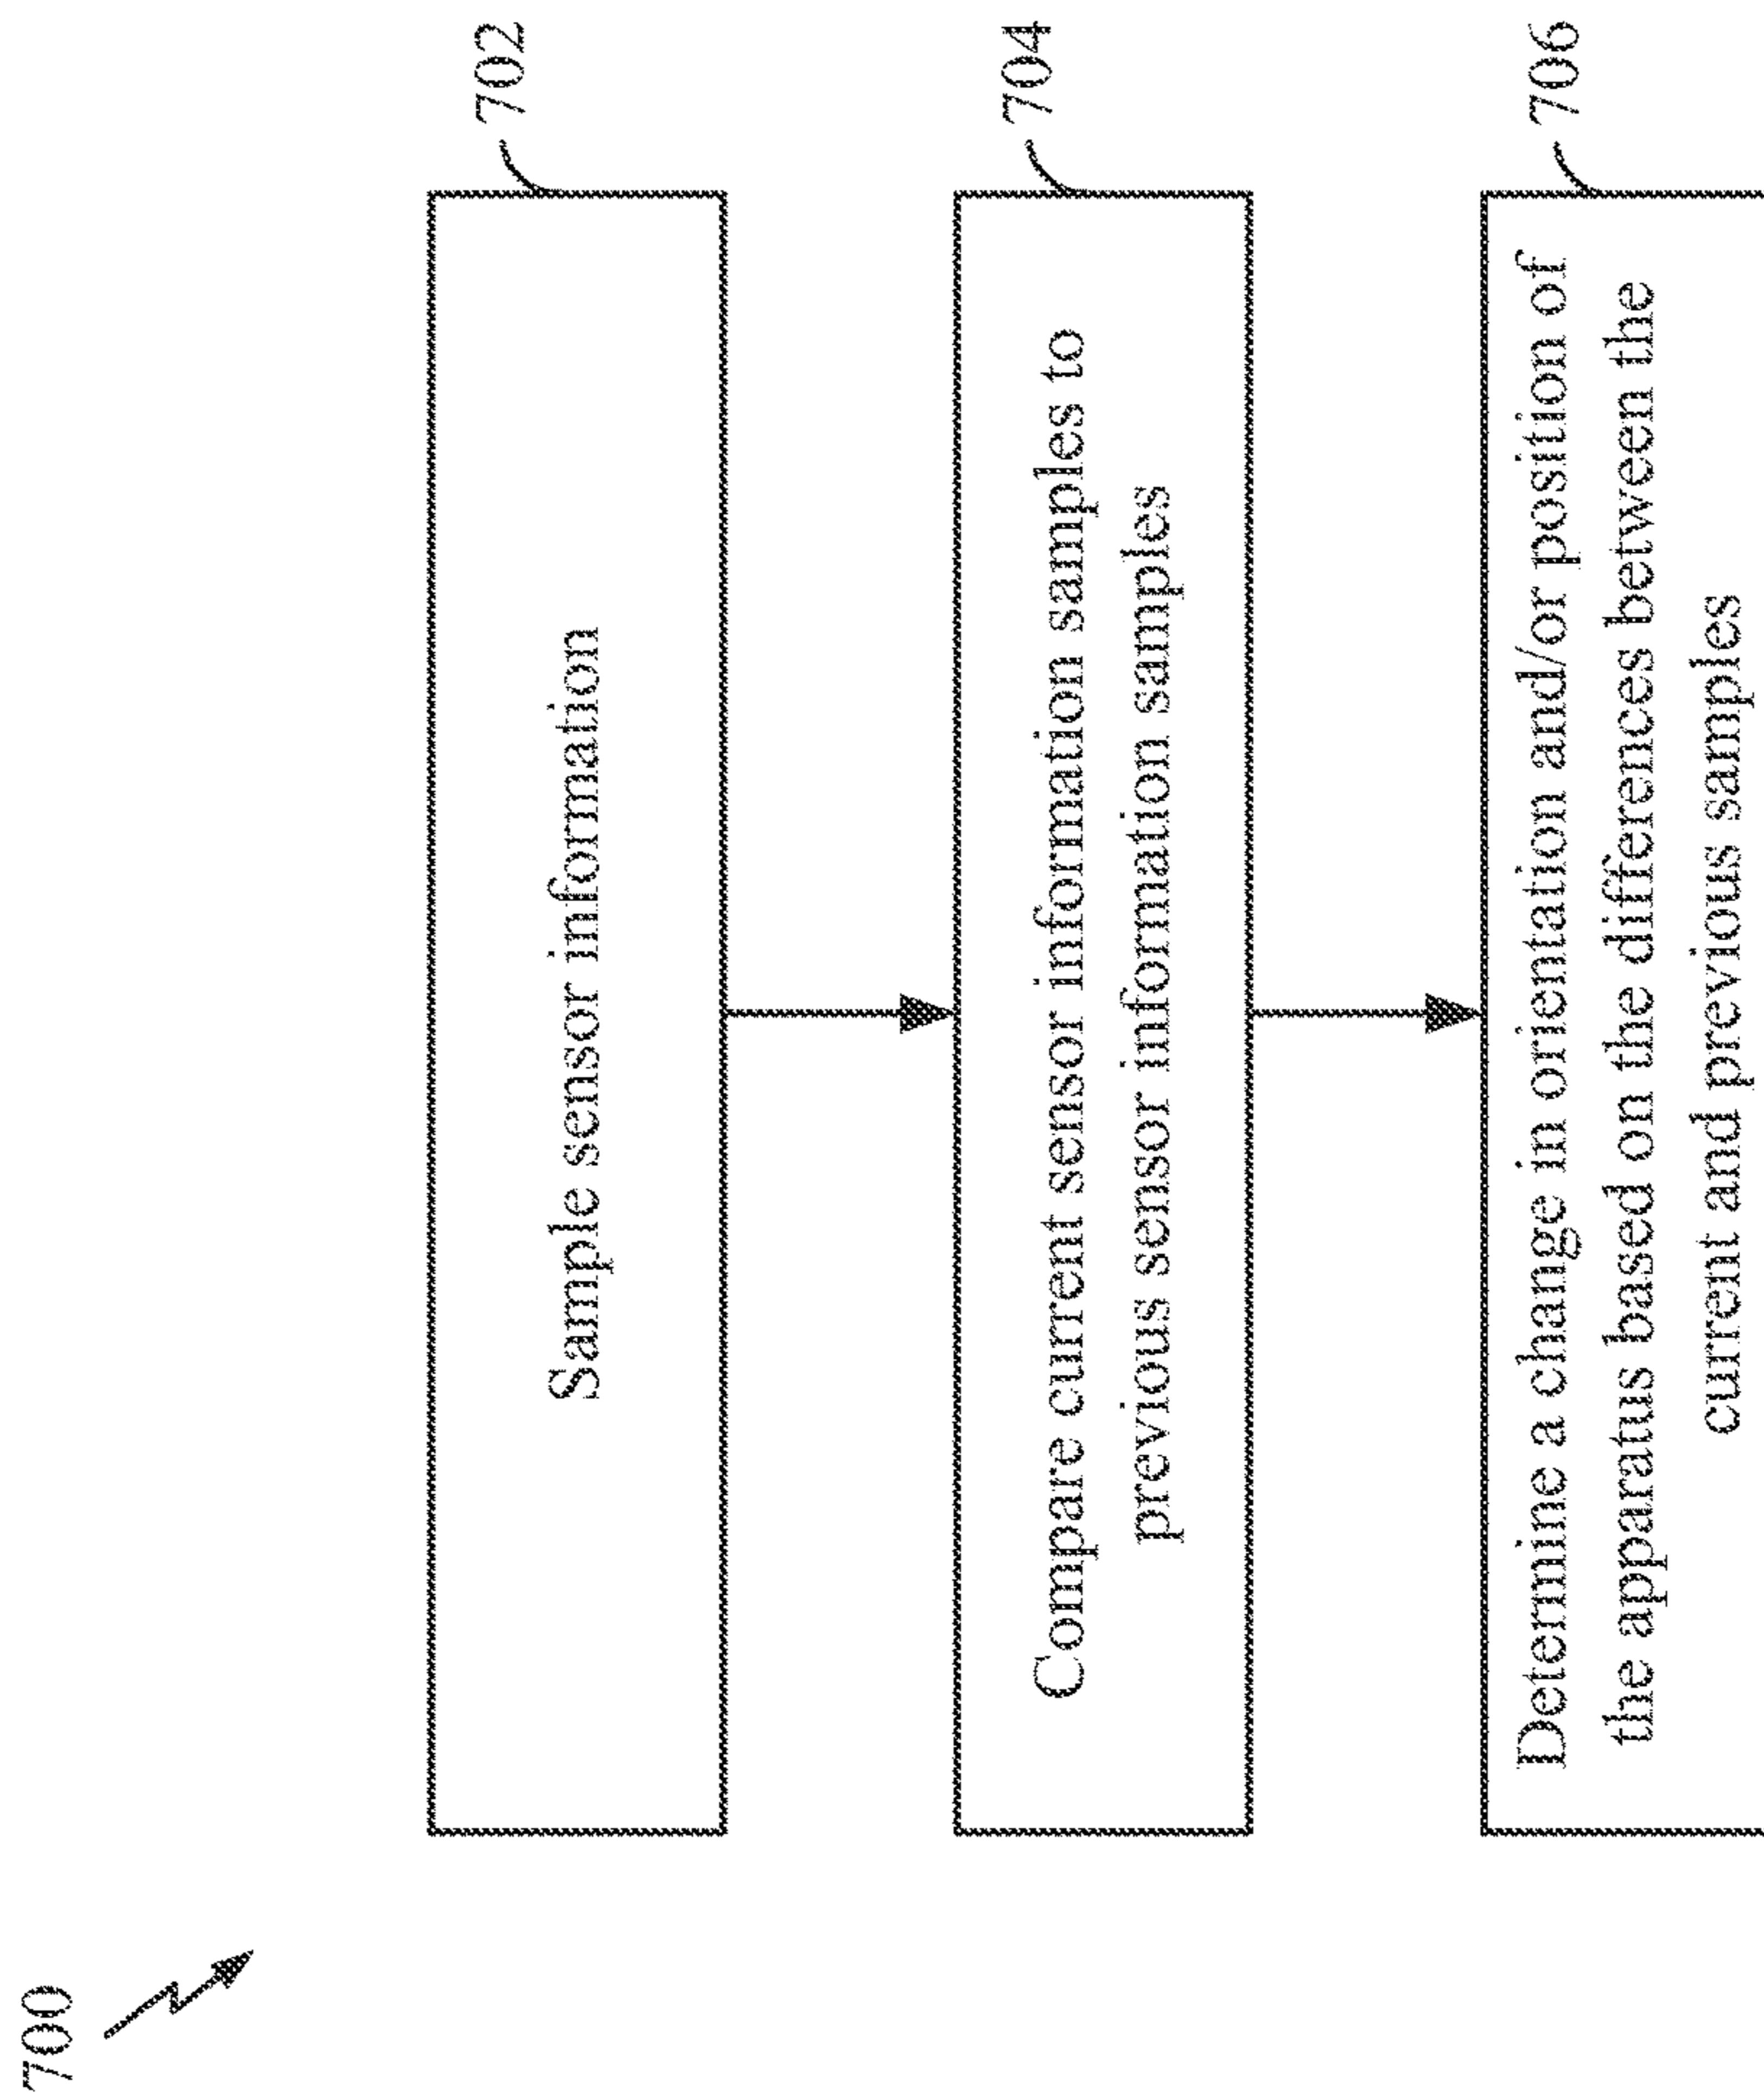 700
702
Sample sensor information
704
Compare current sensor information samples to
previous sensor information samples
706
Determine a change in orientation and/or position of
the apparatus based on the differences between the
current and previous samples